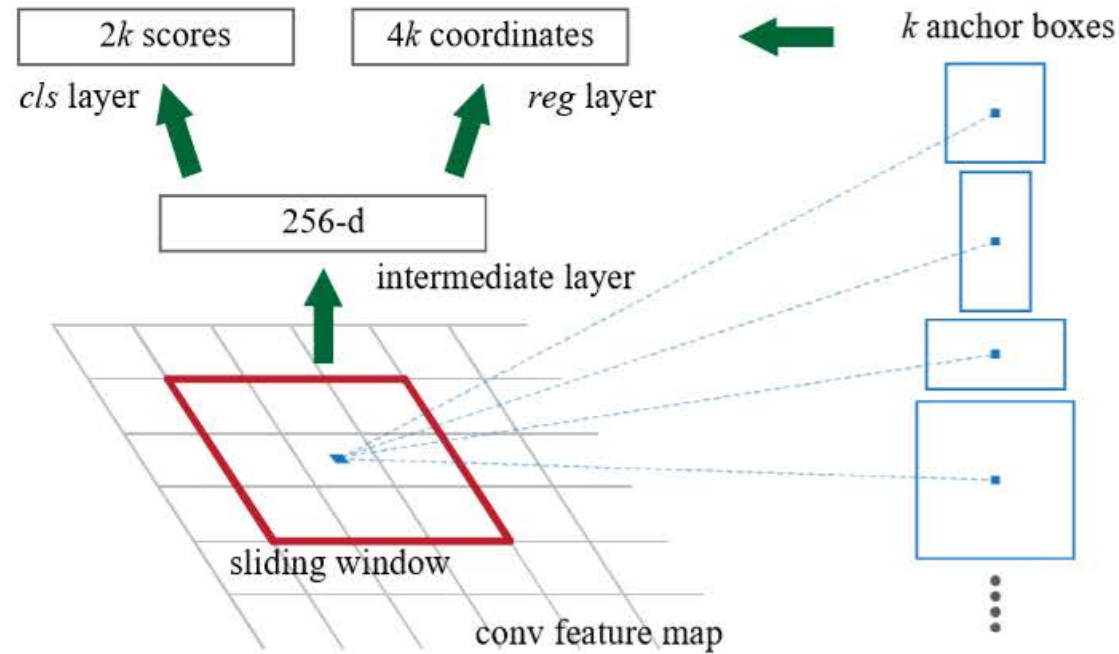 2k scores
4k coordinates
k anchor boxes
cls layer
reg layer
256-d
intermediate layer
sliding window
conv feature map